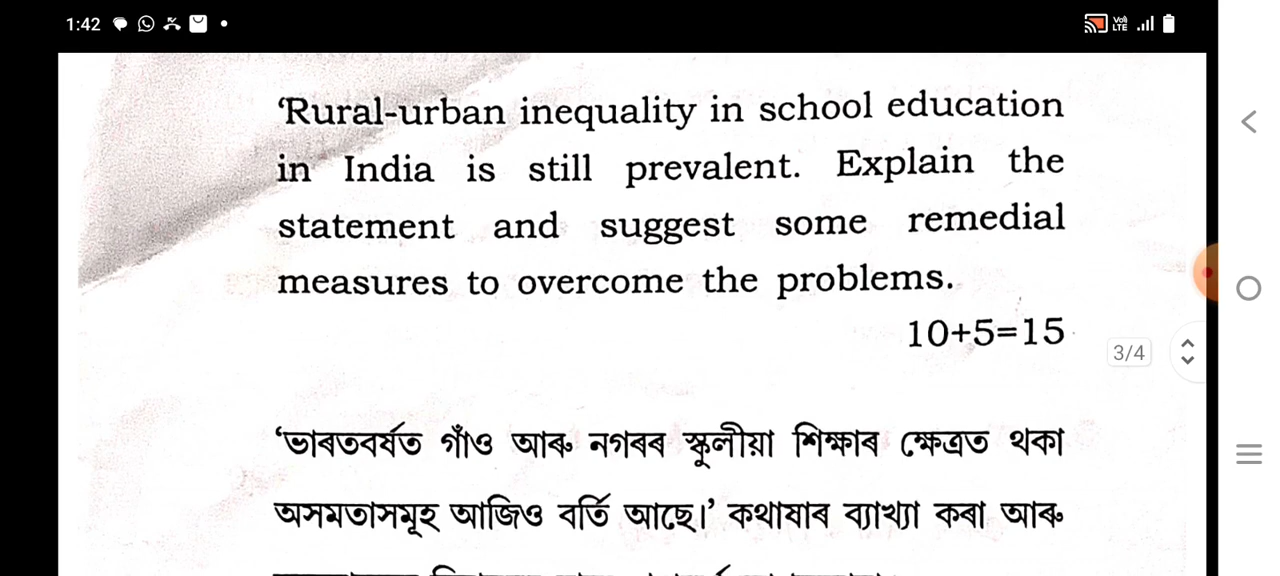 1:42
VoD LTE
‘Rural-urban inequality in school education
in India is still prevalent. Explain the
statement and suggest some remedial
measures to overcome the problems.
10+5=15
3/4
‘ভাৰতবৰ্ষত গাঁও আৰু নগৰৰ স্কুলীয়া শিক্ষাৰ ক্ষেত্ৰত থকা
অসমতাসমূহ আজিও বৰ্তি আছে।’ কথাষাৰ ব্যাখ্যা কৰা আৰু